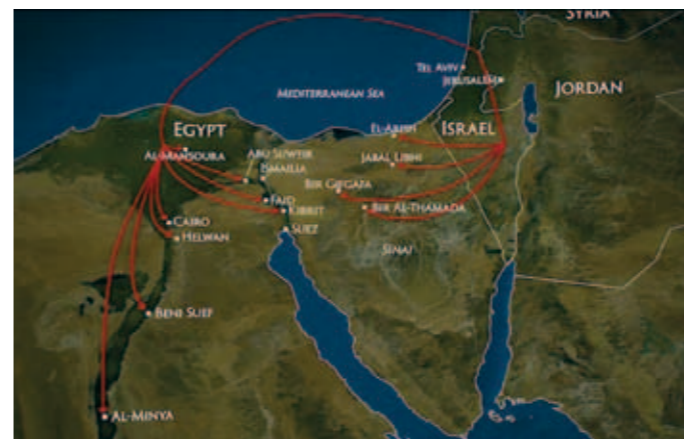 SYRIA
TEL AVIV
JERUSALEM
JORDAN
MEDITERRANEAN SEA
EGYPT
EL-ARISH
ISRAEL
AL-MANSOURA
ABU SUWEIR
ISMAILIA
JABAL LIBNI
BIR GIFGAFA
FAID
KIBRIT
BIR AL-THAMADA
CAIRO
HELWAN
SUEZ
SINAI
BENI SUEF
AL-MINYA